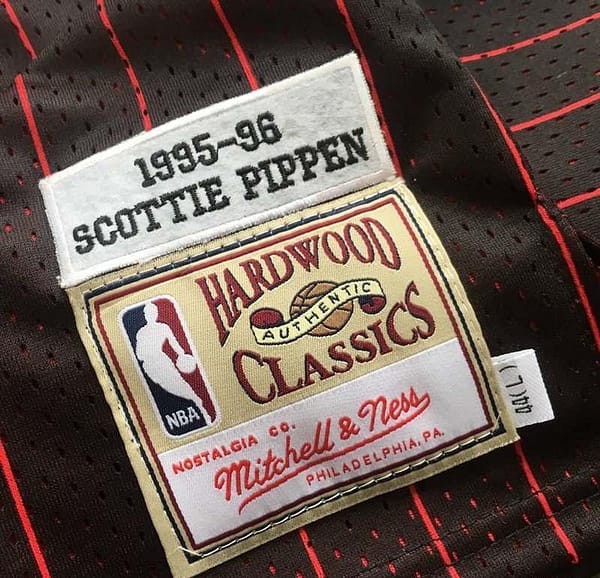 1995-96
SCOTTIE PIPPEN
HARDWOOD
AUTHENTIC
CLASSICS
NBA
NOSTALGIA CO.
Mitchell & Ness
PHILADELPHIA, PA.
44(L)